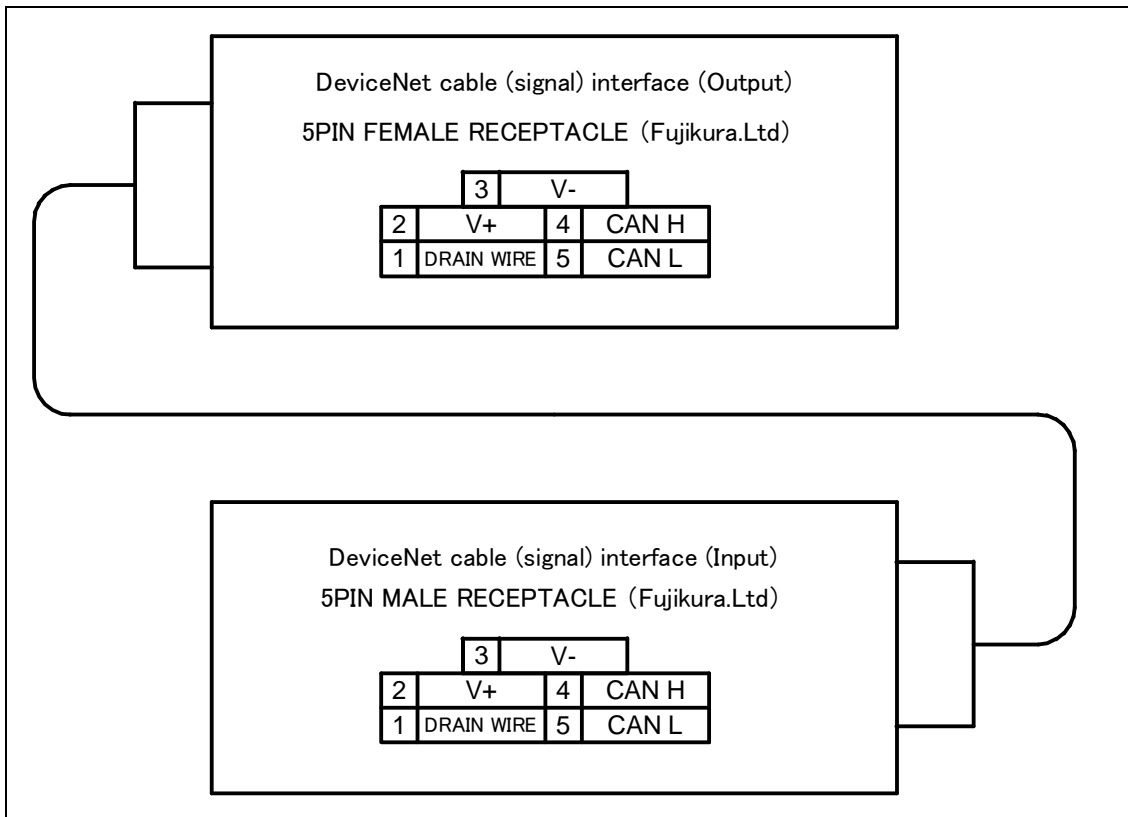 DeviceNet cable (signal) interface (Output)
5PIN FEMALE RECEPTACLE (Fujikura.Ltd)
3 V-
2 V+ 4 CAN H
1 DRAIN WIRE 5 CAN L
DeviceNet cable (signal) interface (Input)
5PIN MALE RECEPTACLE (Fujikura.Ltd)
3 V-
2 V+ 4 CAN H
1 DRAIN WIRE 5 CAN L